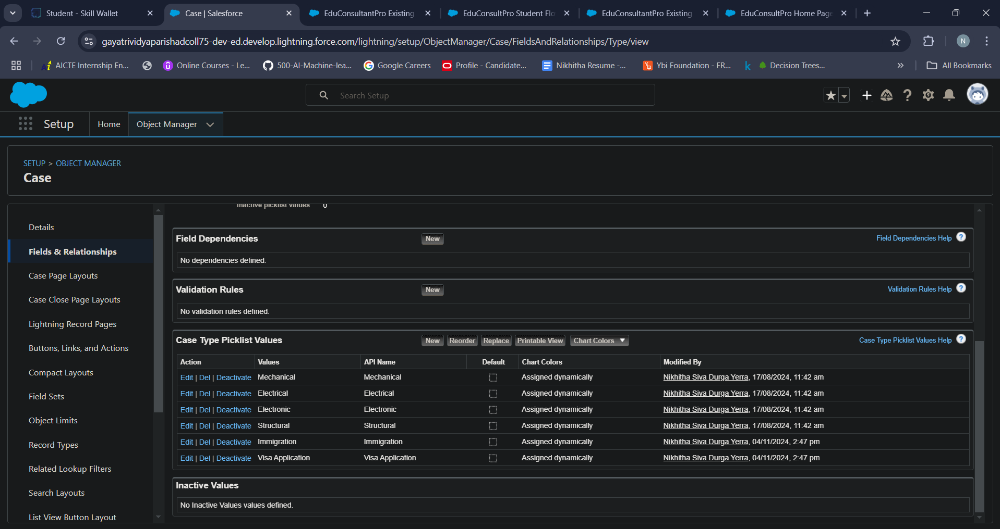 Student - Skill Wallet
Case | Salesforce
EduConsultantPro Existing
EduConsultPro Student Flo
EduConsultantPro Existing
EduConsultPro Home Page
gayatrividyaparishadcoll75-dev-ed.develop.lightning.force.com/lightning/setup/ObjectManager/Case/FieldsAndRelationships/Type/view
N
AICTE Internship En...
Online Courses - Le...
500-AI-Machine-lea...
Google Careers
Profile - Candidate...
Nikhitha Resume -...
Ybi Foundation - FR...
k
Decision Trees...
»
All Bookmarks
Search Setup
Setup
Home
Object Manager
SETUP > OBJECT MANAGER
Case
Details
Fields & Relationships
Case Page Layouts
Case Close Page Layouts
Lightning Record Pages
Buttons, Links, and Actions
Compact Layouts
Field Sets
Object Limits
Record Types
Related Lookup Filters
Search Layouts
List View Button Layout
Inactive picklist values 0
Field Dependencies New Field Dependencies Help ?
No dependencies defined.
Validation Rules New Validation Rules Help ?
No validation rules defined.
Case Type Picklist Values New Reorder Replace Printable View Chart Colors Case Type Picklist Values Help ?
Action Values API Name Default Chart Colors Modified By
Edit | Del | Deactivate Mechanical Mechanical Assigned dynamically Nikhitha Siva Durga Yerra, 17/08/2024, 11:42 am
Edit | Del | Deactivate Electrical Electrical Assigned dynamically Nikhitha Siva Durga Yerra, 17/08/2024, 11:42 am
Edit | Del | Deactivate Electronic Electronic Assigned dynamically Nikhitha Siva Durga Yerra, 17/08/2024, 11:42 am
Edit | Del | Deactivate Structural Structural Assigned dynamically Nikhitha Siva Durga Yerra, 17/08/2024, 11:42 am
Edit | Del | Deactivate Immigration Immigration Assigned dynamically Nikhitha Siva Durga Yerra, 04/11/2024, 2:47 pm
Edit | Del | Deactivate Visa Application Visa Application Assigned dynamically Nikhitha Siva Durga Yerra, 04/11/2024, 2:47 pm
Inactive Values
No Inactive Values values defined.